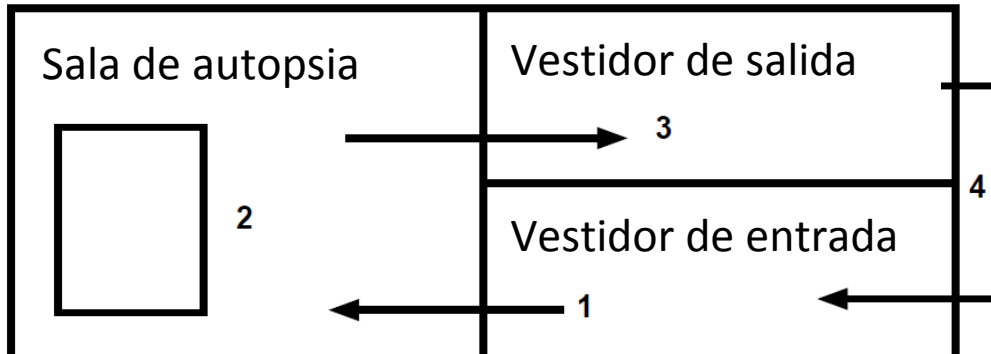 Sala de autopsia
Vestidor de salida
3
4
2
Vestidor de entrada
1